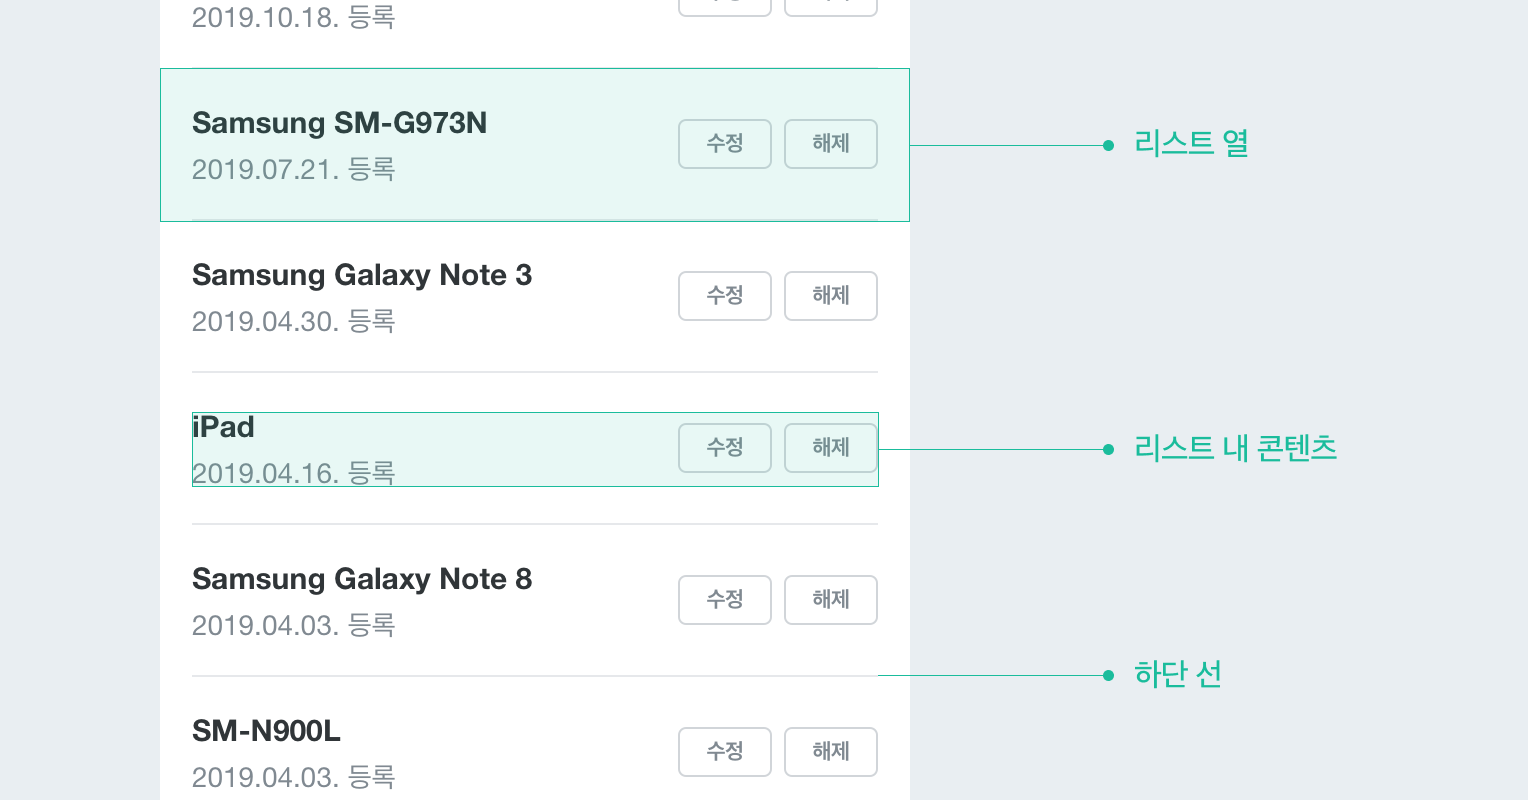 2019.10.18. 등록
Samsung SM-G973N
2019.07.21. 등록
수정 해제
리스트 열
Samsung Galaxy Note 3
2019.04.30. 등록
수정 해제
iPad
2019.04.16. 등록
수정 해제
리스트 내 콘텐츠
Samsung Galaxy Note 8
2019.04.03. 등록
수정 해제
하단 선
SM-N900L
2019.04.03. 등록
수정 해제